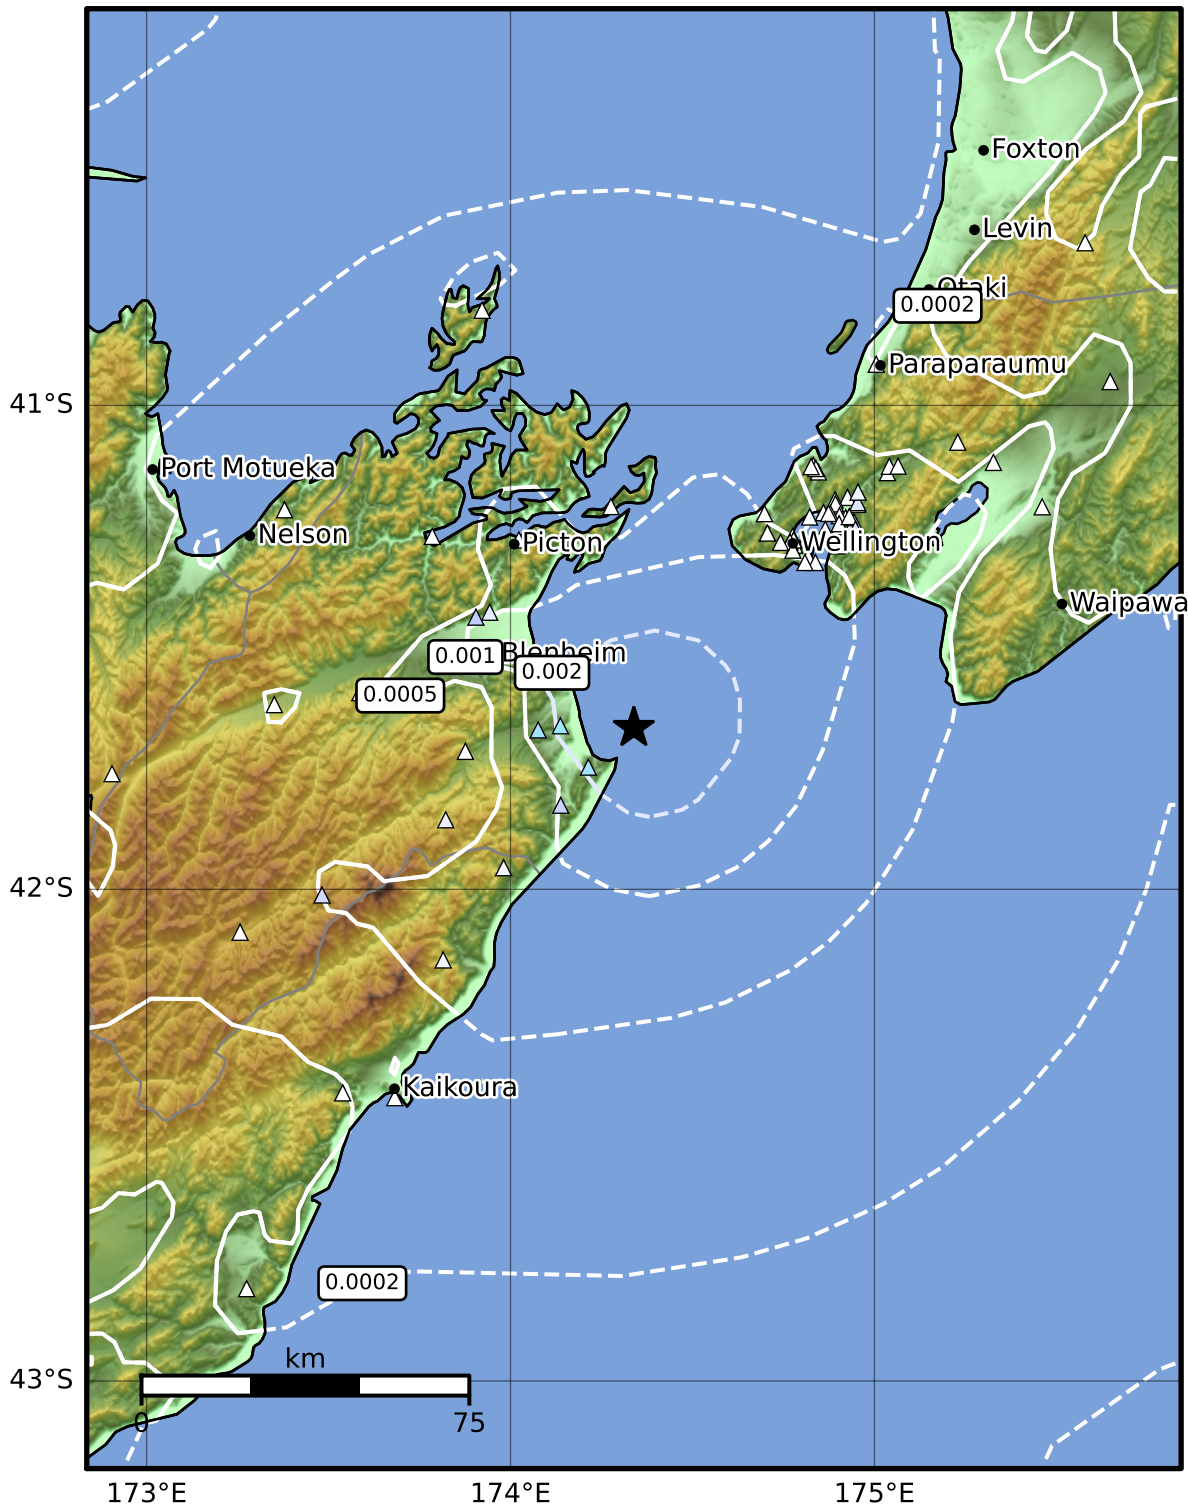 Foxton
Levin
Otaki
0.0002
Paraparaumu
41°S
Port Motueka
Nelson
Picton
Wellington
Waipawa
Blenheim
0.001
0.002
0.0005
42°S
Kaikoura
0.0002
km
43°S
0
75
173°E
174°E
175°E